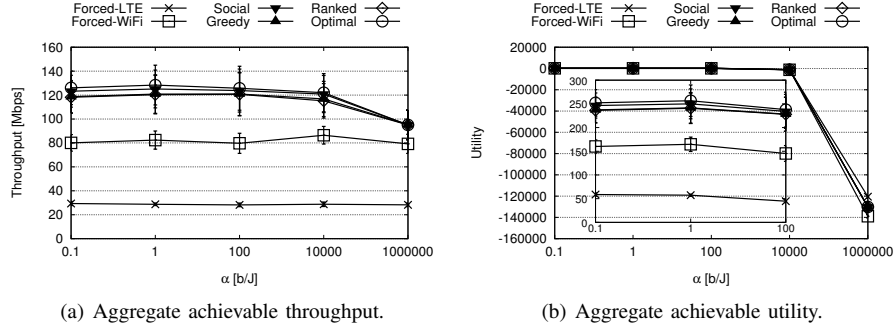 Forced-LTE Social Ranked
Forced-WiFi Greedy Optimal
160
140
120
100
80
60
40
20
0
Throughput [Mbps]
0.1 1 100 10000 1000000
α [b/J]
(a) Aggregate achievable throughput.
Forced-LTE Social Ranked
Forced-WiFi Greedy Optimal
20000
0
-20000
-40000
-60000
-80000
-100000
-120000
-140000
-160000
Utility
300
250
200
150
100
50
0
0.1 1 100
0.1 1 100 10000 1000000
α [b/J]
(b) Aggregate achievable utility.